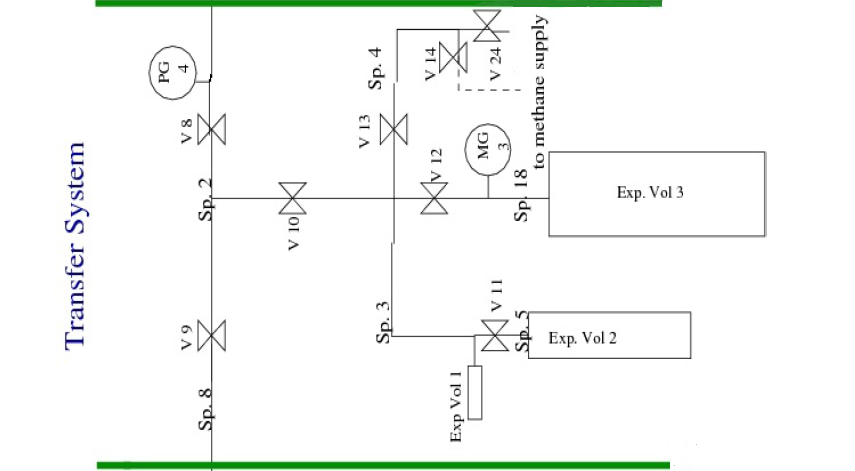 Transfer System
PG
4
V 8
Sp. 2
V 9
Sp. 8
V 10
Sp. 4
V 13
V 14
V 24
to methane supply
V 12
MG
3
Sp. 18
Exp. Vol 3
Sp. 3
V 11
Sp. 5
Exp. Vol 2
Exp Vol 1